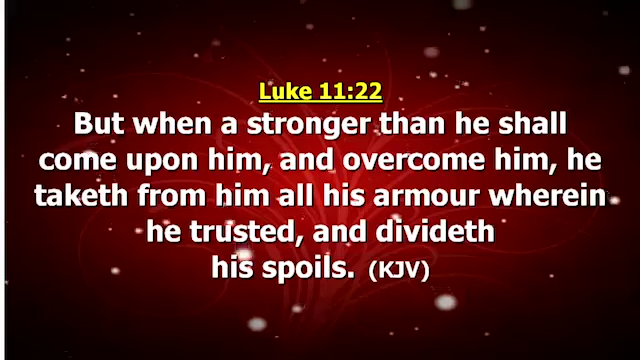 Luke 11:22
But when a stronger than he shall
come upon him, and overcome him, he
taketh from him all his armour wherein
he trusted, and divideth
his spoils. (KJV)